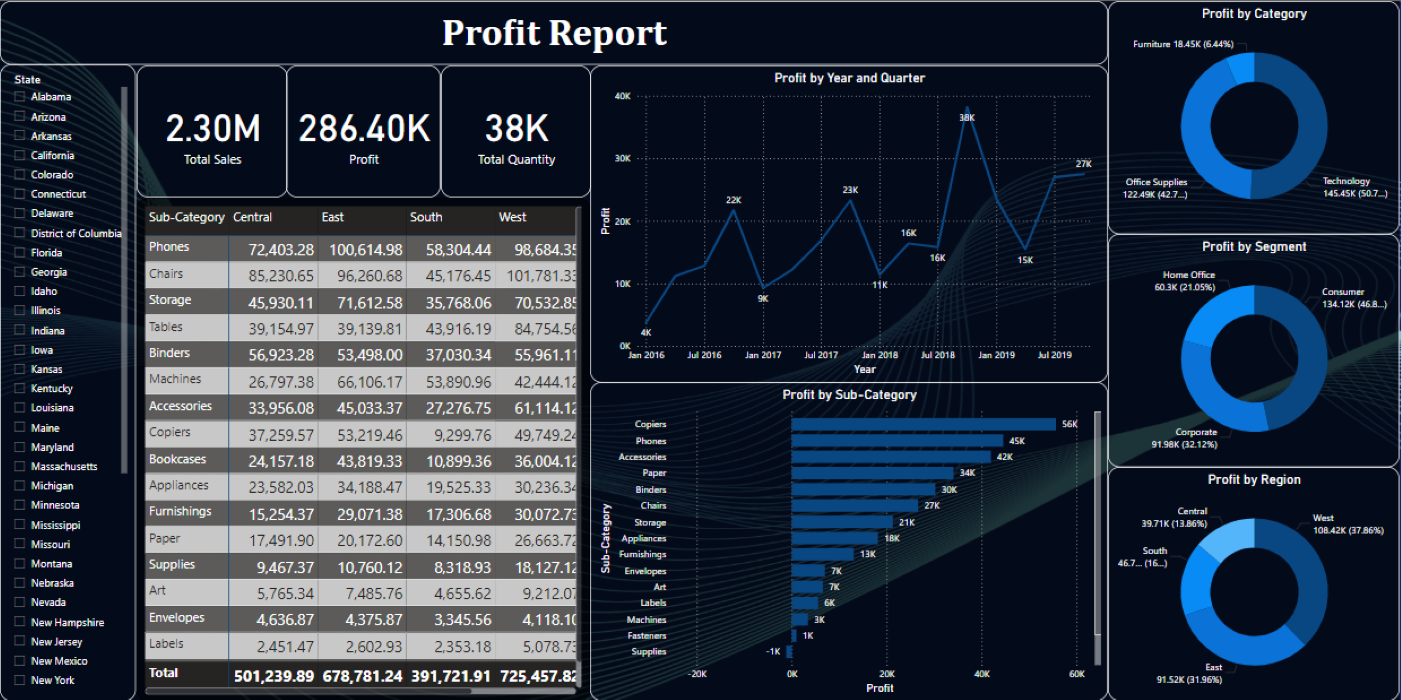 Profit Report
State
Alabama
Arizona
Arkansas
California
Colorado
Connecticut
Delaware
District of Columbia
Florida
Georgia
Idaho
Illinois
Indiana
Iowa
Kansas
Kentucky
Louisiana
Maine
Maryland
Massachusetts
Michigan
Minnesota
Mississippi
Missouri
Montana
Nebraska
Nevada
New Hampshire
New Jersey
New Mexico
New York
2.30M
Total Sales
286.40K
Profit
38K
Total Quantity
Sub-Category Central East South West
Phones 72,403.28 100,614.98 58,304.44 98,684.35
Chairs 85,230.65 96,260.68 45,176.45 101,781.33
Storage 45,930.11 71,612.58 35,768.06 70,532.85
Tables 39,154.97 39,139.81 43,916.19 84,754.56
Binders 56,923.28 53,498.00 37,030.34 55,961.11
Machines 26,797.38 66,106.17 53,890.96 42,444.12
Accessories 33,956.08 45,033.37 27,276.75 61,114.12
Copiers 37,259.57 53,219.46 9,299.76 49,749.24
Bookcases 24,157.18 43,819.33 10,899.36 36,004.12
Appliances 23,582.03 34,188.47 19,525.33 30,236.34
Furnishings 15,254.37 29,071.38 17,306.68 30,072.73
Paper 17,491.90 20,172.60 14,150.98 26,663.72
Supplies 9,467.37 10,760.12 8,318.93 18,127.12
Art 5,765.34 7,485.76 4,655.62 9,212.07
Envelopes 4,636.87 4,375.87 3,345.56 4,118.10
Labels 2,451.47 2,602.93 2,353.18 5,078.73
Total 501,239.89 678,781.24 391,721.91 725,457.82
Profit by Year and Quarter
Profit
40K
30K
20K
10K
0K
4K
22K
9K
23K
11K
16K
16K
38K
15K
27K
Jan 2016 Jul 2016 Jan 2017 Jul 2017 Jan 2018 Jul 2018 Jan 2019 Jul 2019
Year
Profit by Sub-Category
Sub-Category
Copiers 56K
Phones 45K
Accessories 42K
Paper 34K
Binders 30K
Chairs 27K
Storage 21K
Appliances 18K
Furnishings 13K
Envelopes 7K
Art 7K
Labels 6K
Machines 3K
Fasteners 1K
Supplies -1K
-20K 0K 20K 40K 60K
Profit
Profit by Category
Furniture 18.45K (6.44%)
Office Supplies
122.49K (42.7...)
Technology
145.45K (50.7...)
Profit by Segment
Home Office
60.3K (21.05%)
Consumer
134.12K (46.8...)
Corporate
91.98K (32.12%)
Profit by Region
Central
39.71K (13.86%)
West
108.42K (37.86%)
South
46.7... (16...)
East
91.52K (31.96%)